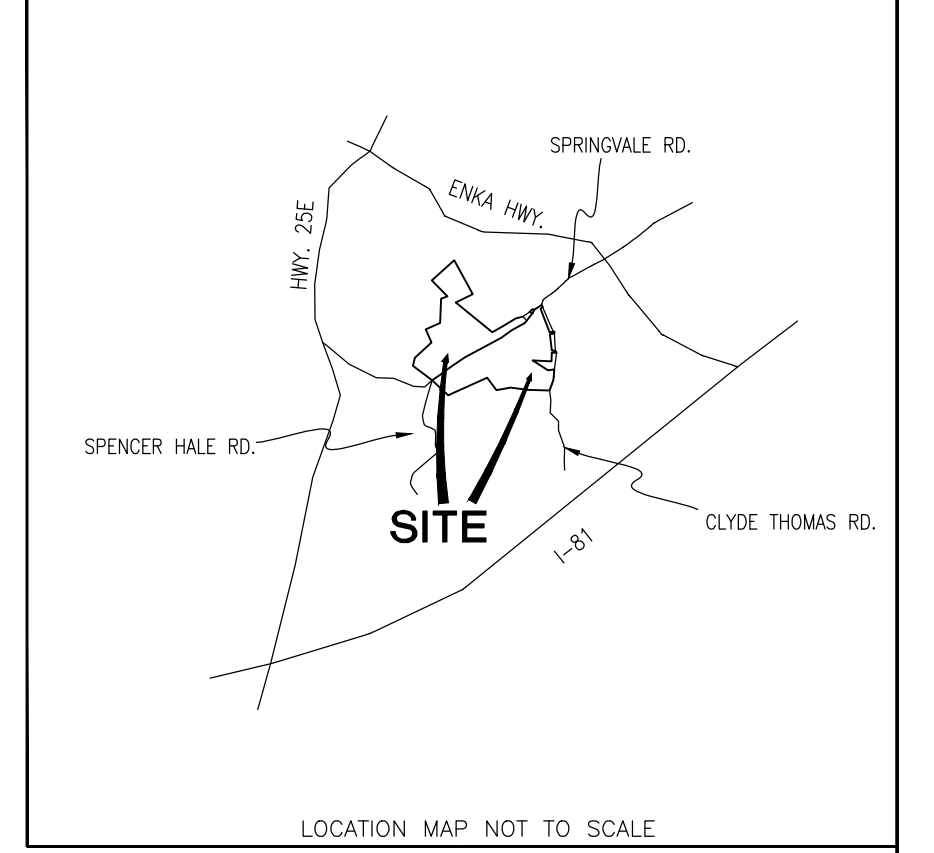 SPRINGVALE RD.
ENKA HWY.
HWY. 25E
SPENCER HALE RD.
SITE
CLYDE THOMAS RD.
I-81
LOCATION MAP NOT TO SCALE